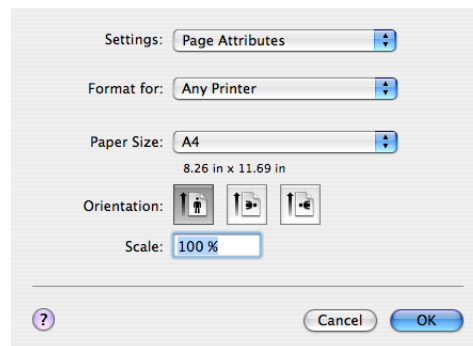 Settings: Page Attributes
Format for: Any Printer
Paper Size: A4
8.26 in x 11.69 in
Orientation:
Scale: 100 %
? Cancel OK